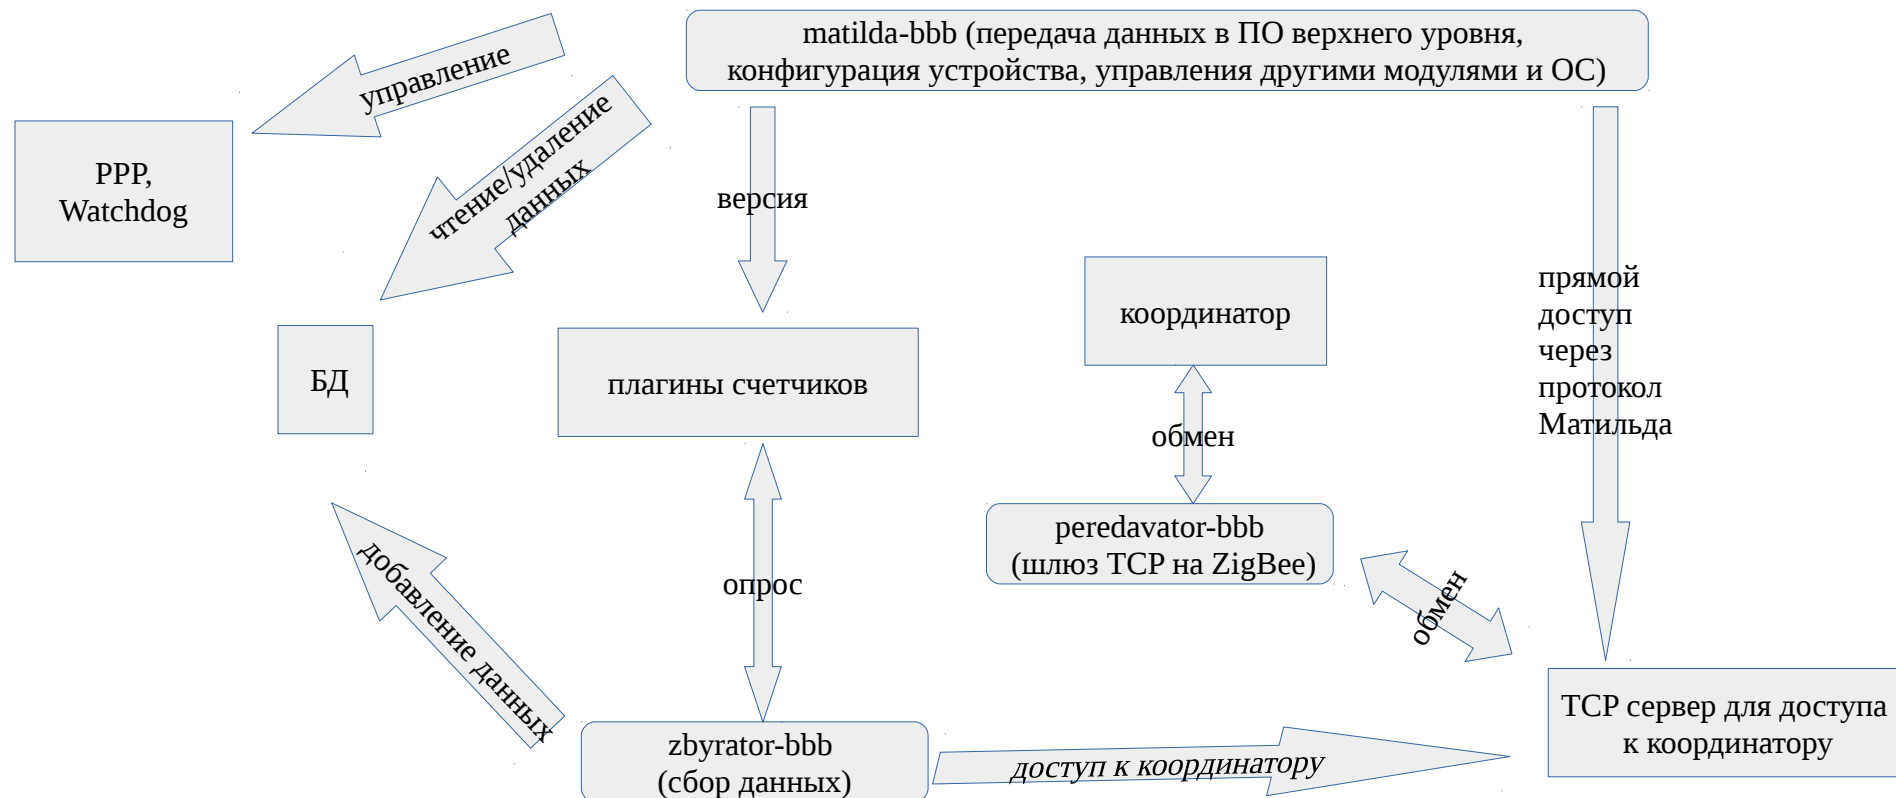 matilda-bbb (передача данных в ПО верхнего уровня,
конфигурация устройства, управления другими модулями и ОС)
управление
чтение/удаление
данных
PPP,
Watchdog
версия
прямой
доступ
через
протокол
Матильда
координатор
БД
плагины счетчиков
обмен
peredavator-bbb
(шлюз TCP на ZigBee)
опрос
обмен
добавление данных
TCP сервер для доступа
к координатору
zbyrator-bbb
(сбор данных)
доступ к координатору